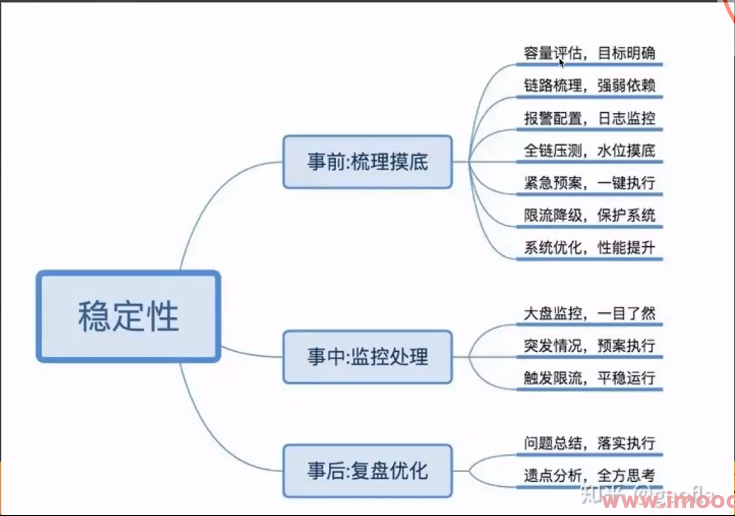 容量评估，目标明确
链路梳理，强弱依赖
报警配置，日志监控
全链压测，水位摸底
事前:梳理摸底
紧急预案，一键执行
限流降级，保护系统
系统优化，性能提升
稳定性
大盘监控，一目了然
突发情况，预案执行
事中:监控处理
触发限流，平稳运行
问题总结，落实执行
事后:复盘优化
遗点分析，全方思考
知乎
www.imooc